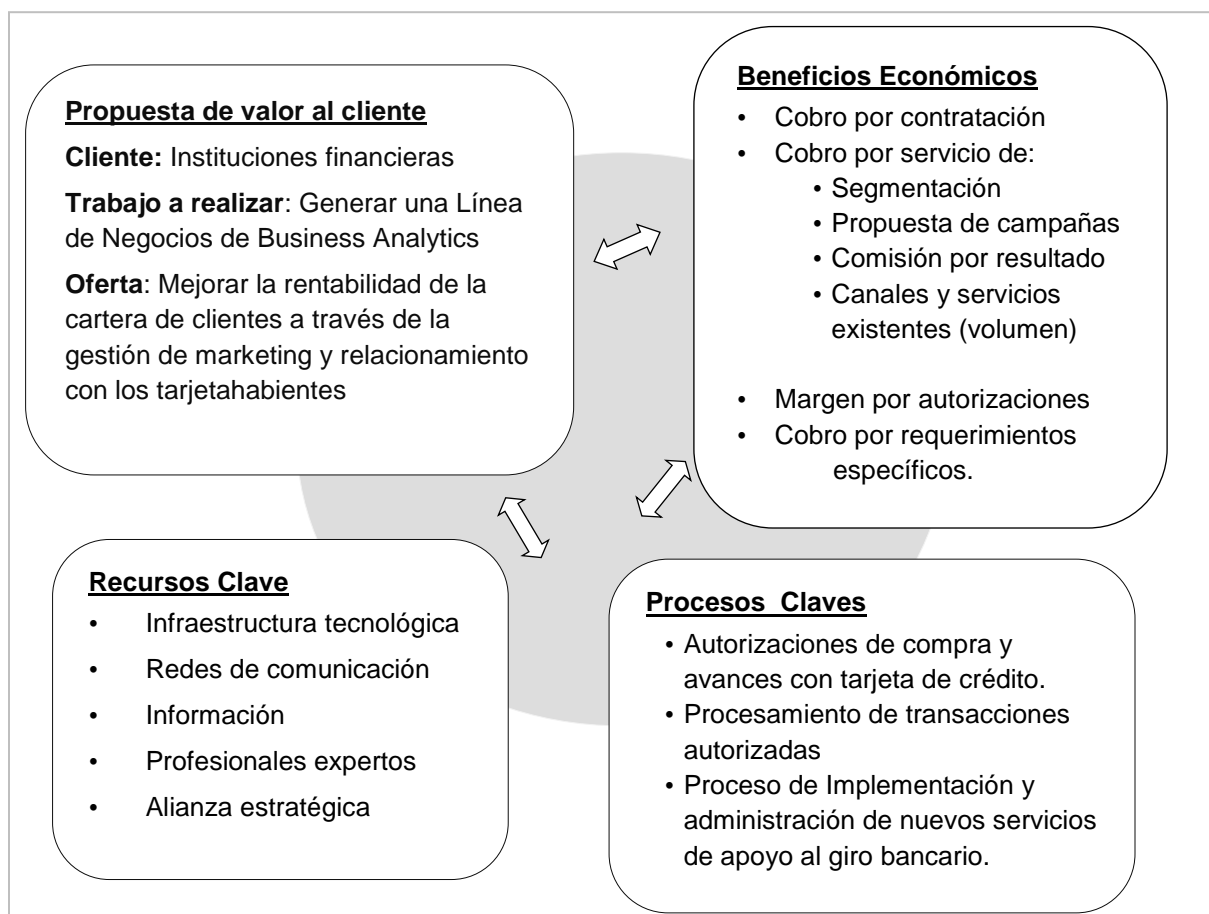 Propuesta de valor al cliente
Cliente: Instituciones financieras
Trabajo a realizar: Generar una Línea
de Negocios de Business Analytics
Oferta: Mejorar la rentabilidad de la
cartera de clientes a través de la
gestión de marketing y relacionamiento
con los tarjetahabientes
Beneficios Económicos
• Cobro por contratación
• Cobro por servicio de:
• Segmentación
• Propuesta de campañas
• Comisión por resultado
• Canales y servicios
existentes (volumen)
• Margen por autorizaciones
• Cobro por requerimientos
específicos.
Recursos Clave
• Infraestructura tecnológica
• Redes de comunicación
• Información
• Profesionales expertos
• Alianza estratégica
Procesos Claves
• Autorizaciones de compra y
avances con tarjeta de crédito.
• Procesamiento de transacciones
autorizadas
• Proceso de Implementación y
administración de nuevos servicios
de apoyo al giro bancario.